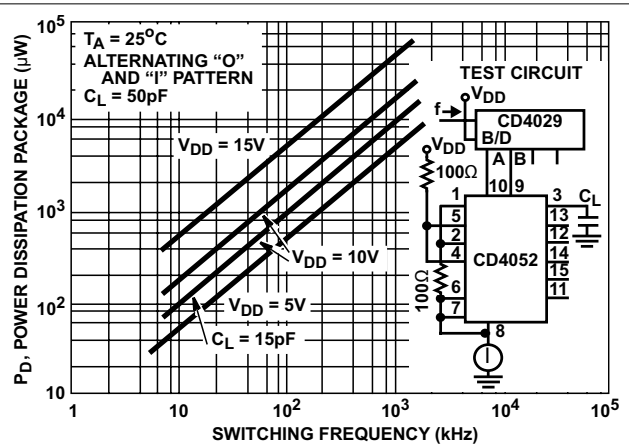 10⁵
T_A = 25°C
ALTERNATING “O”
AND “I” PATTERN
C_L = 50pF
TEST CIRCUIT
V_DD
f
CD4029
B/D
A B
V_DD
100Ω
10 9
1
5
2
4
6
7
8
CD4052
3
13
12
14
15
11
C_L
100Ω
I
V_DD = 15V
V_DD = 10V
V_DD = 5V
C_L = 15pF
10⁴
10³
10²
10
P_D, POWER DISSIPATION PACKAGE (µW)
1 10 10² 10³ 10⁴ 10⁵
SWITCHING FREQUENCY (kHz)